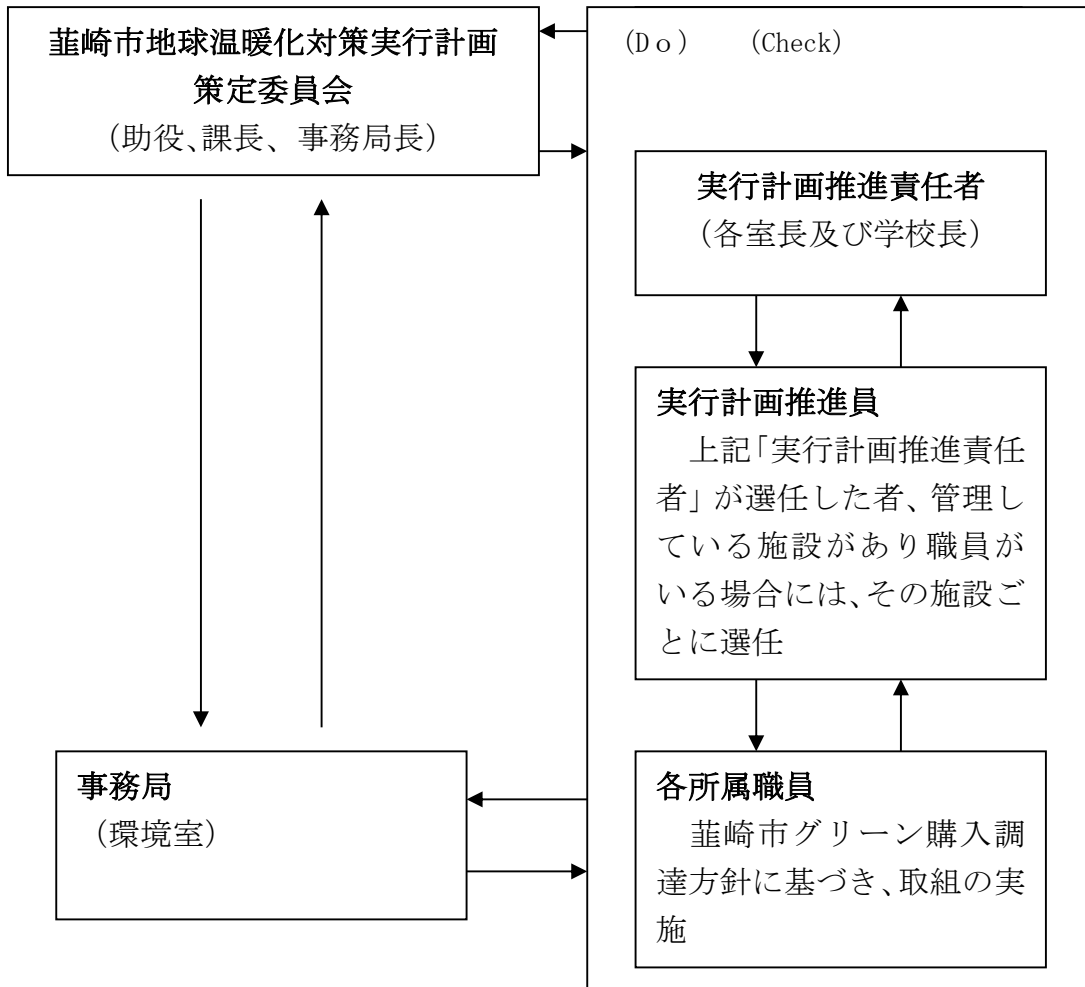 韮崎市地球温暖化対策実行計画
策定委員会
（助役、課長、事務局長）
（Ｄｏ）　　（Check）
実行計画推進責任者
（各室長及び学校長）
実行計画推進員
　上記「実行計画推進責任
者」が選任した者、管理し
ている施設があり職員が
いる場合には、その施設ご
とに選任
事務局
（環境室）
各所属職員
　韮崎市グリーン購入調
達方針に基づき、取組の実
施